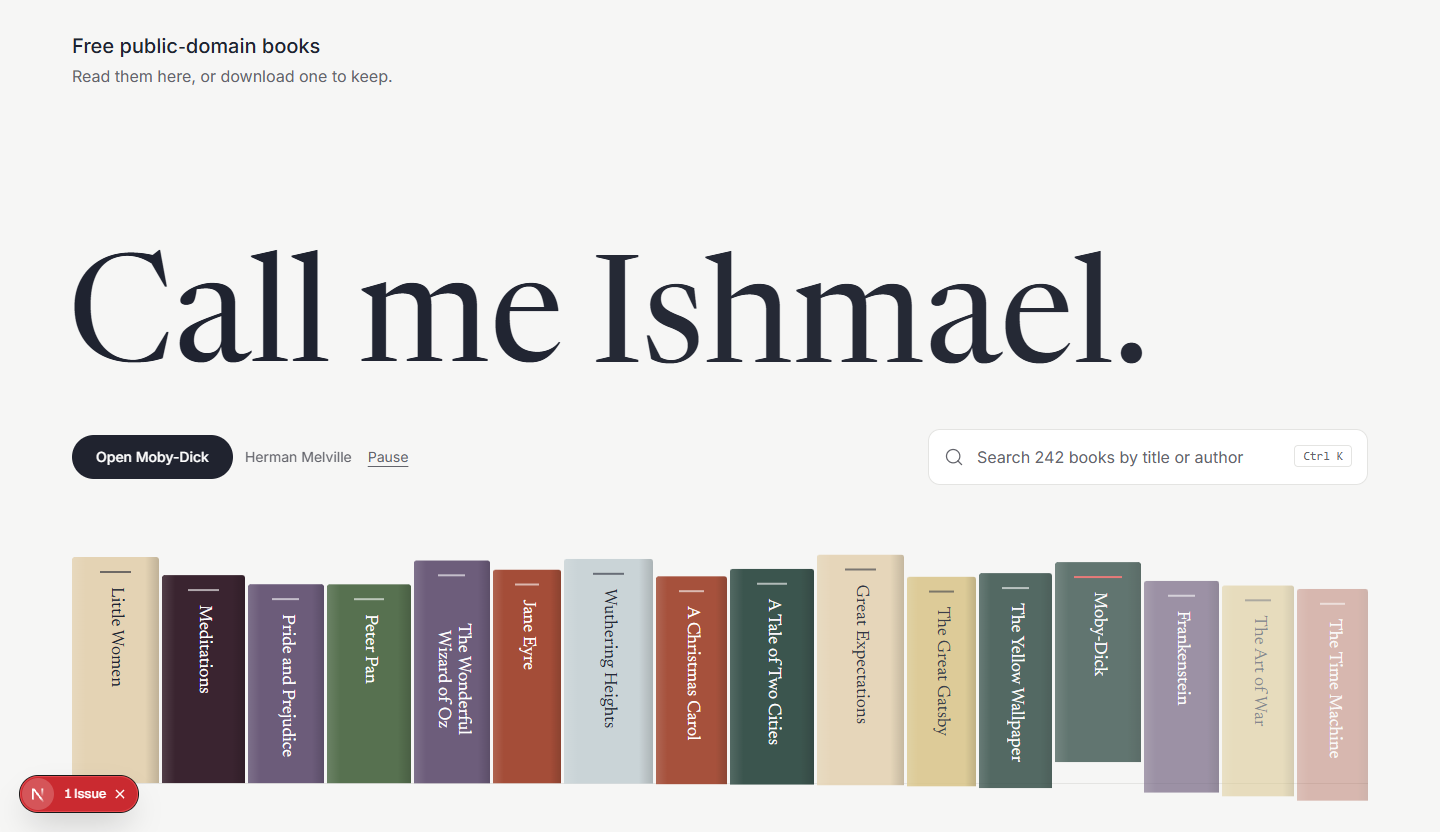 Free public-domain books
Read them here, or download one to keep.
Call me Ishmael.
Open Moby-Dick
Herman Melville
Pause
Search 242 books by title or author
Ctrl K
Little Women
Meditations
Pride and Prejudice
Peter Pan
The Wonderful
Wizard of Oz
Jane Eyre
Wuthering Heights
A Christmas Carol
A Tale of Two Cities
Great Expectations
The Great Gatsby
The Yellow Wallpaper
Moby-Dick
Frankenstein
The Art of War
The Time Machine
N
1 Issue